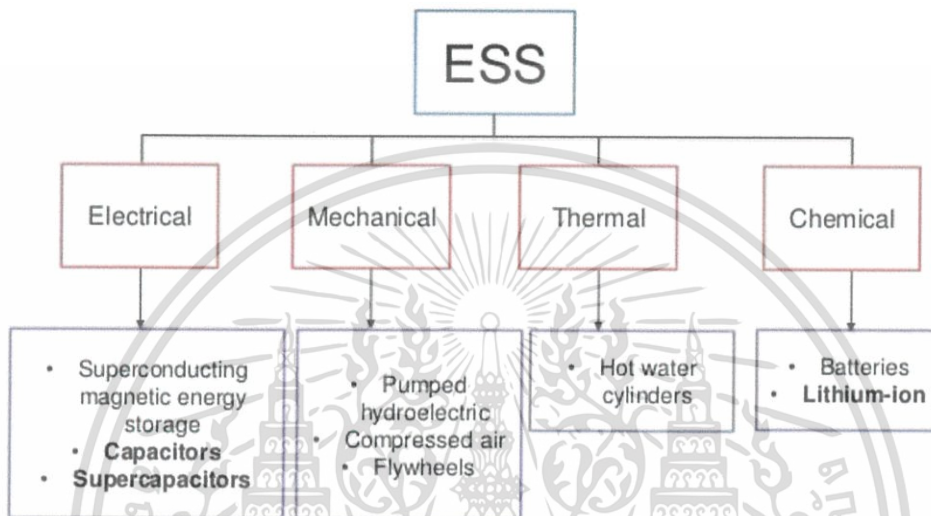 ESS
Electrical
Mechanical
Thermal
Chemical
• Superconducting
magnetic energy
storage
• Capacitors
• Supercapacitors
• Pumped
hydroelectric
• Compressed air
• Flywheels
• Hot water
cylinders
• Batteries
• Lithium-ion